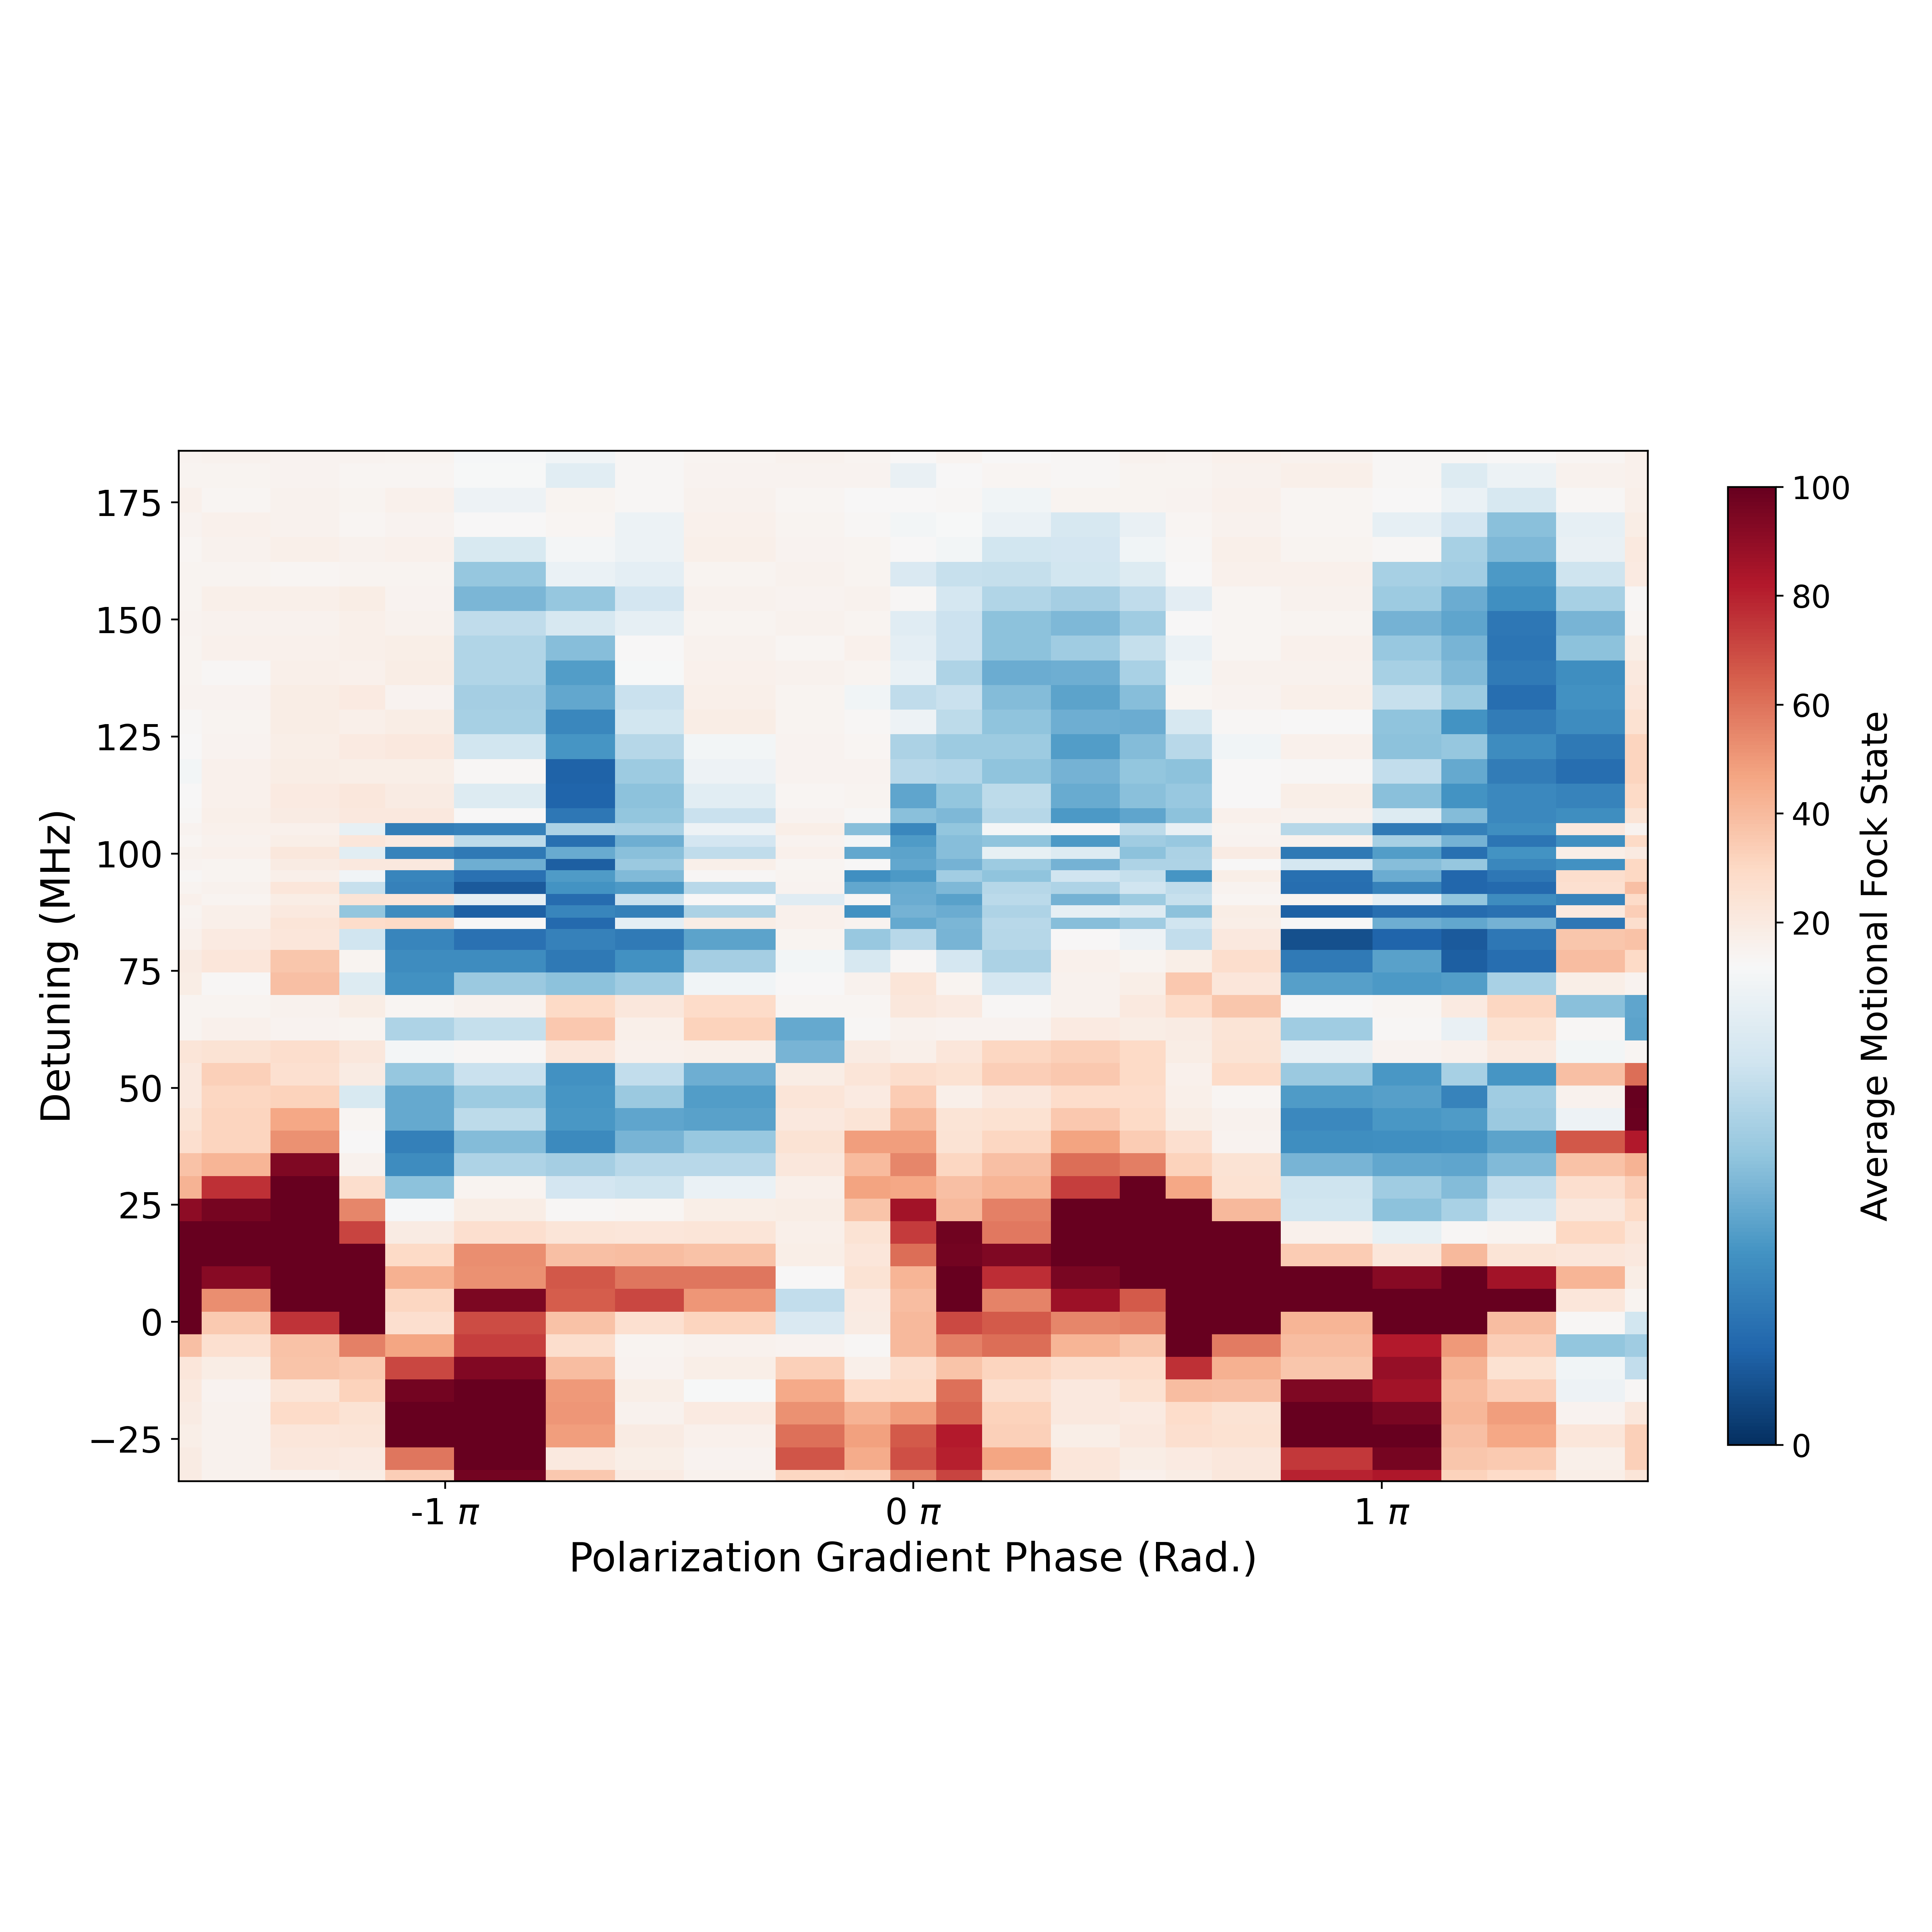 175
150
125
100
75
50
25
0
−25
Detuning (MHz)
-1 π
0 π
1 π
Polarization Gradient Phase (Rad.)
100
80
60
40
20
0
Average Motional Fock State